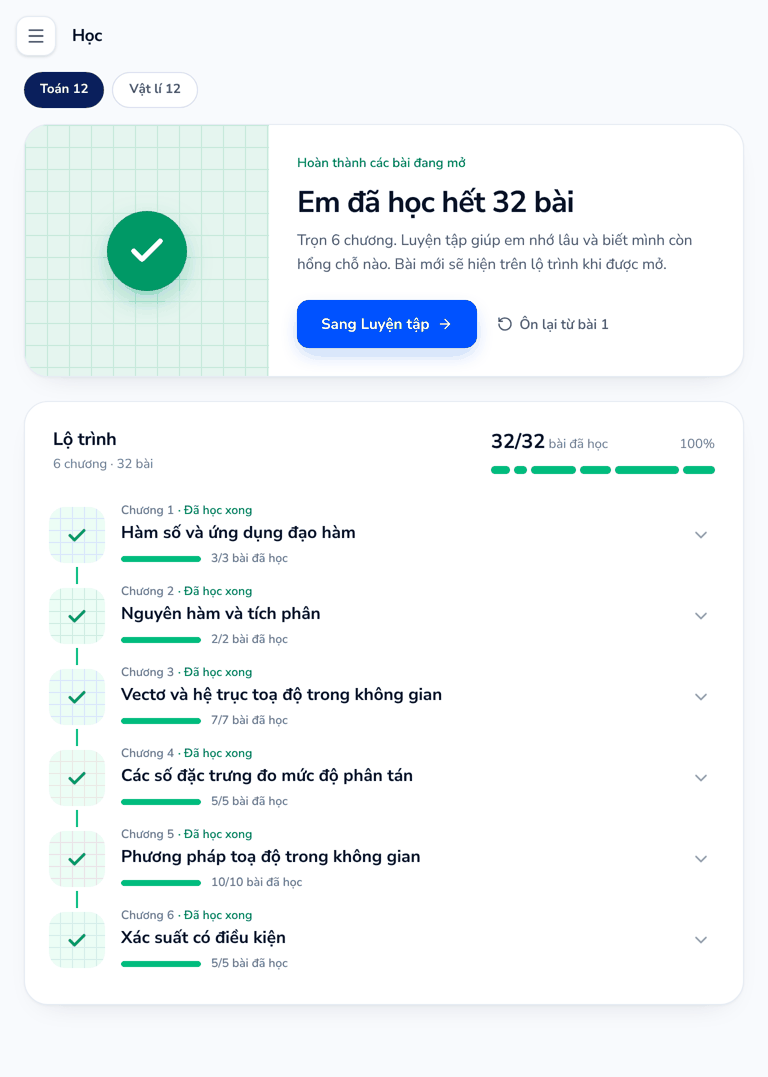 Học
Toán 12
Vật lí 12
Hoàn thành các bài đang mở
Em đã học hết 32 bài
Trọn 6 chương. Luyện tập giúp em nhớ lâu và biết mình còn
hổng chỗ nào. Bài mới sẽ hiện trên lộ trình khi được mở.
Sang Luyện tập
Ôn lại từ bài 1
Lộ trình
6 chương · 32 bài
32/32 bài đã học
100%
Chương 1 · Đã học xong
Hàm số và ứng dụng đạo hàm
3/3 bài đã học
Chương 2 · Đã học xong
Nguyên hàm và tích phân
2/2 bài đã học
Chương 3 · Đã học xong
Vectơ và hệ trục toạ độ trong không gian
7/7 bài đã học
Chương 4 · Đã học xong
Các số đặc trưng đo mức độ phân tán
5/5 bài đã học
Chương 5 · Đã học xong
Phương pháp toạ độ trong không gian
10/10 bài đã học
Chương 6 · Đã học xong
Xác suất có điều kiện
5/5 bài đã học